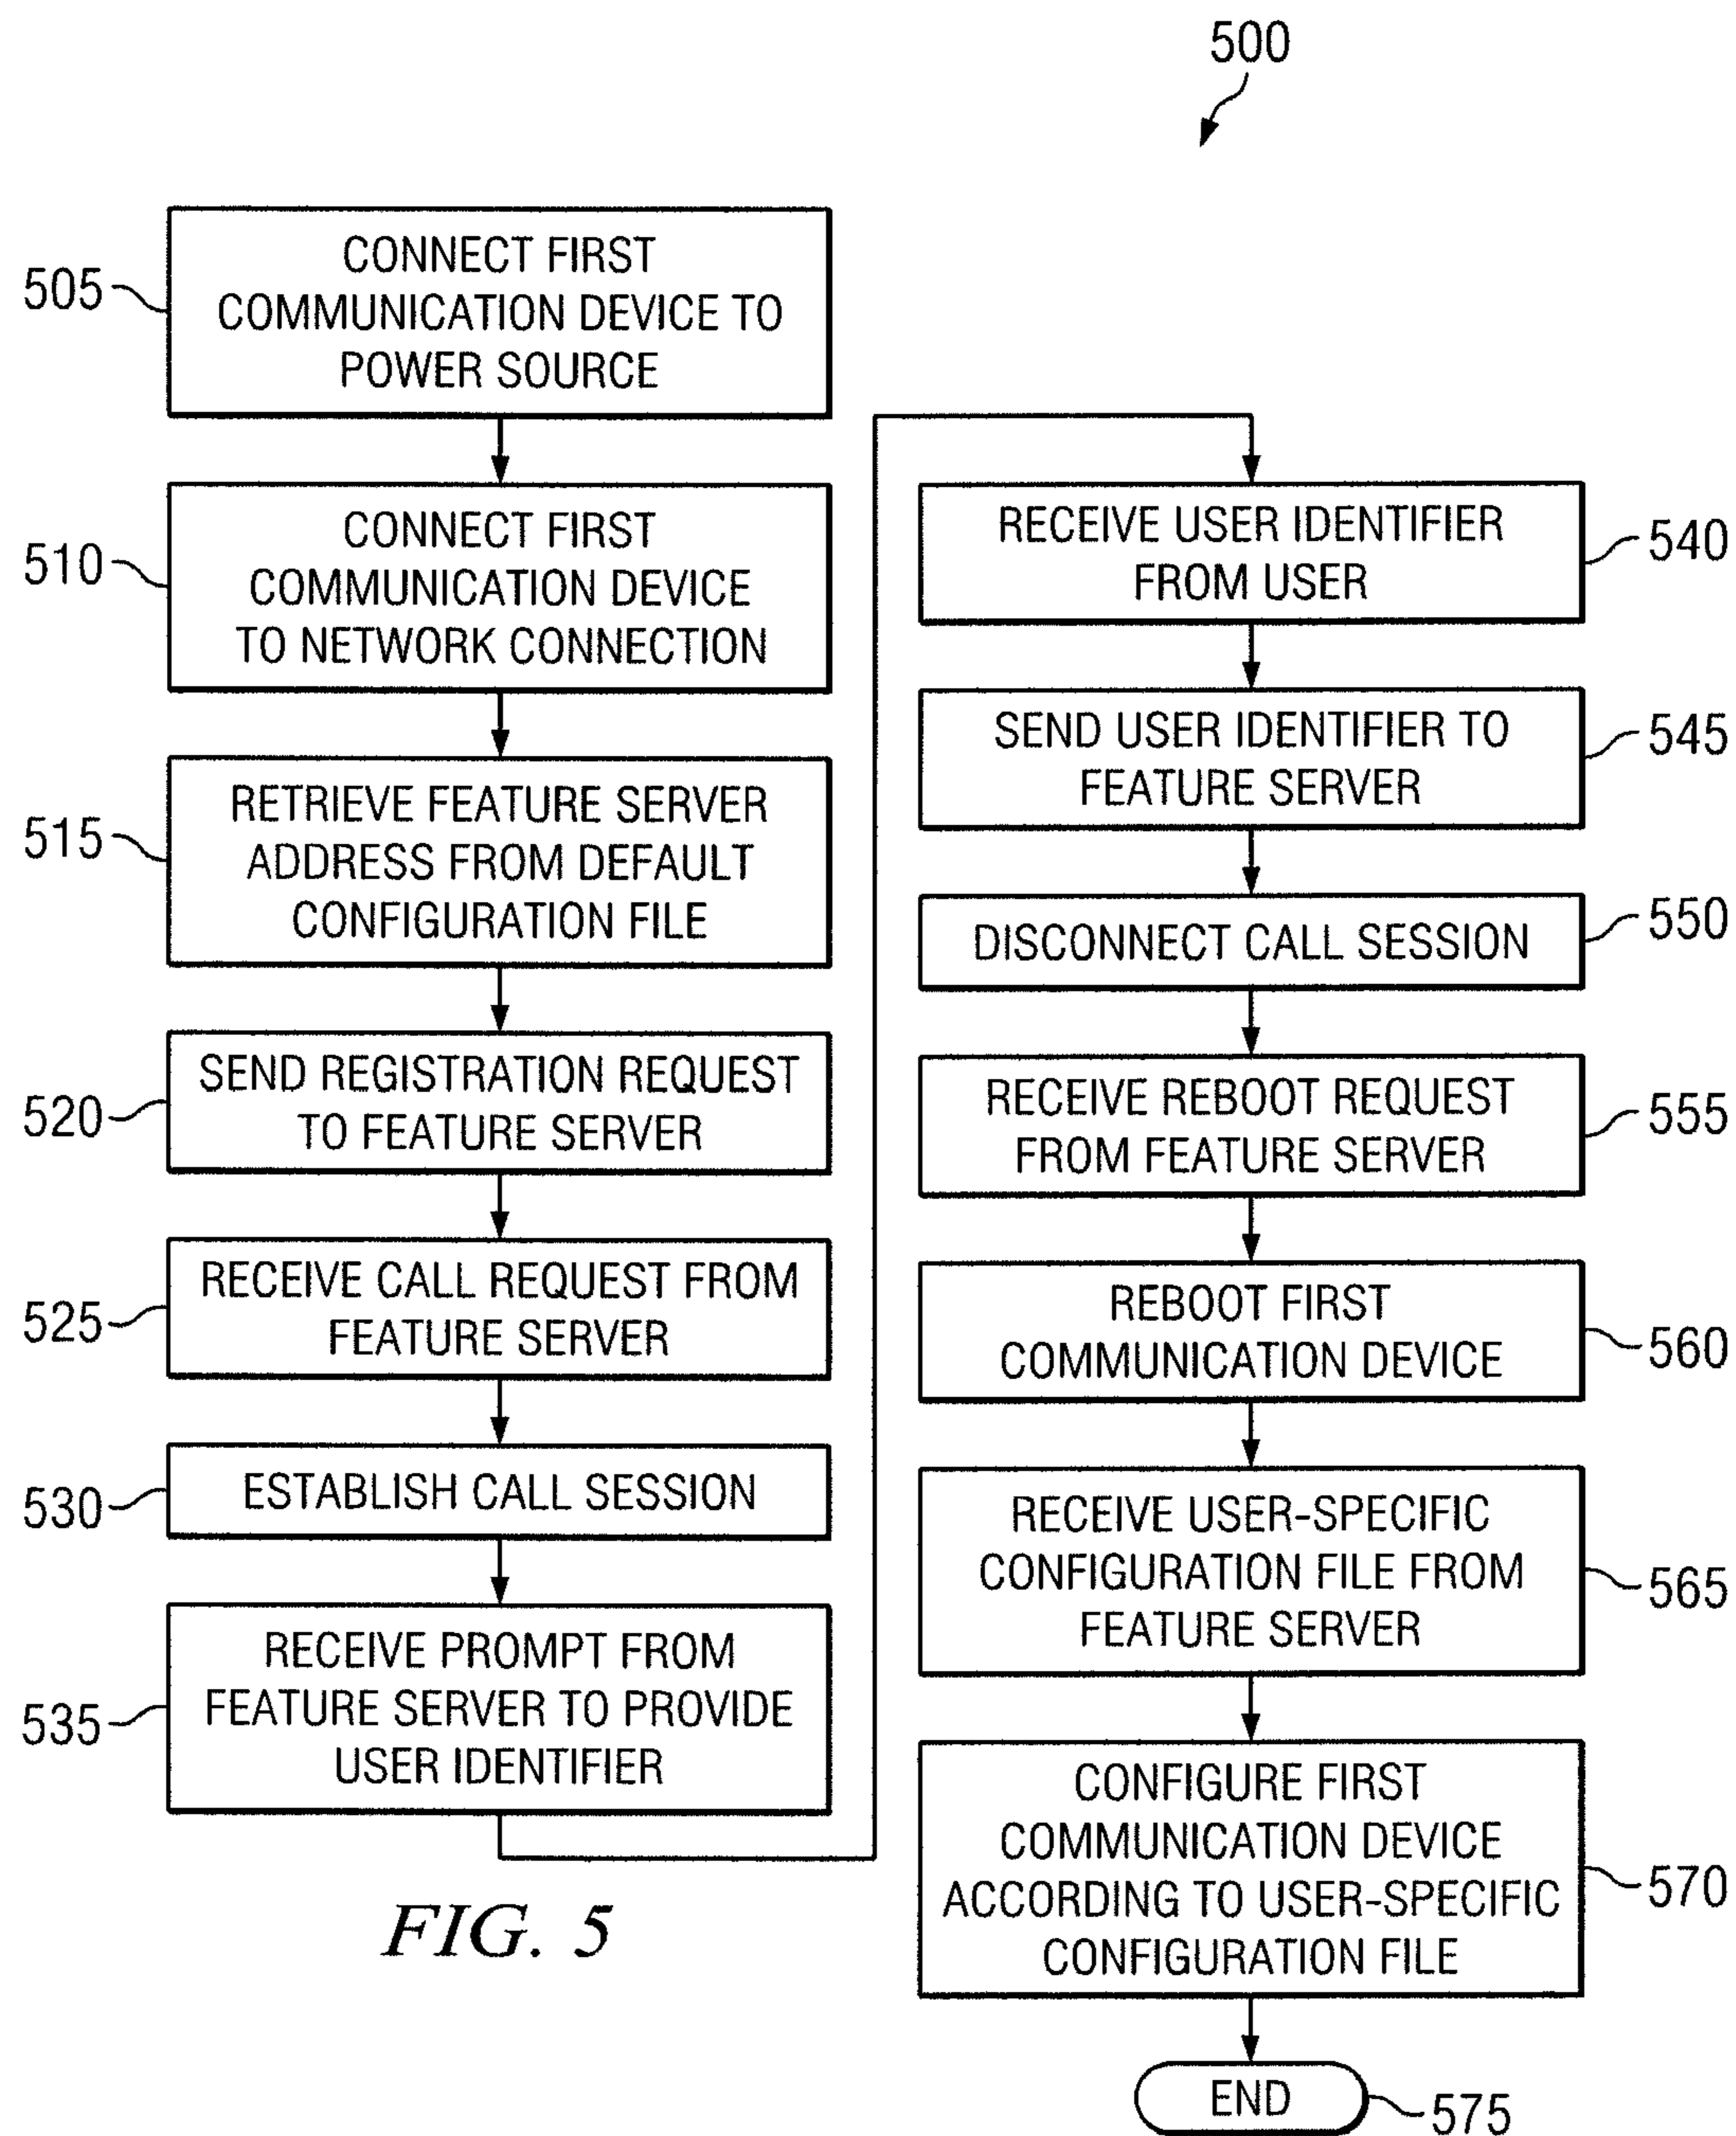 500
505
CONNECT FIRST
COMMUNICATION DEVICE TO
POWER SOURCE
510
CONNECT FIRST
COMMUNICATION DEVICE
TO NETWORK CONNECTION
515
RETRIEVE FEATURE SERVER
ADDRESS FROM DEFAULT
CONFIGURATION FILE
520
SEND REGISTRATION REQUEST
TO FEATURE SERVER
525
RECEIVE CALL REQUEST FROM
FEATURE SERVER
530
ESTABLISH CALL SESSION
535
RECEIVE PROMPT FROM
FEATURE SERVER TO PROVIDE
USER IDENTIFIER
RECEIVE USER IDENTIFIER
FROM USER
540
SEND USER IDENTIFIER TO
FEATURE SERVER
545
DISCONNECT CALL SESSION
550
RECEIVE REBOOT REQUEST
FROM FEATURE SERVER
555
REBOOT FIRST
COMMUNICATION DEVICE
560
RECEIVE USER-SPECIFIC
CONFIGURATION FILE FROM
FEATURE SERVER
565
CONFIGURE FIRST
COMMUNICATION DEVICE
ACCORDING TO USER-SPECIFIC
CONFIGURATION FILE
570
END
575
FIG. 5